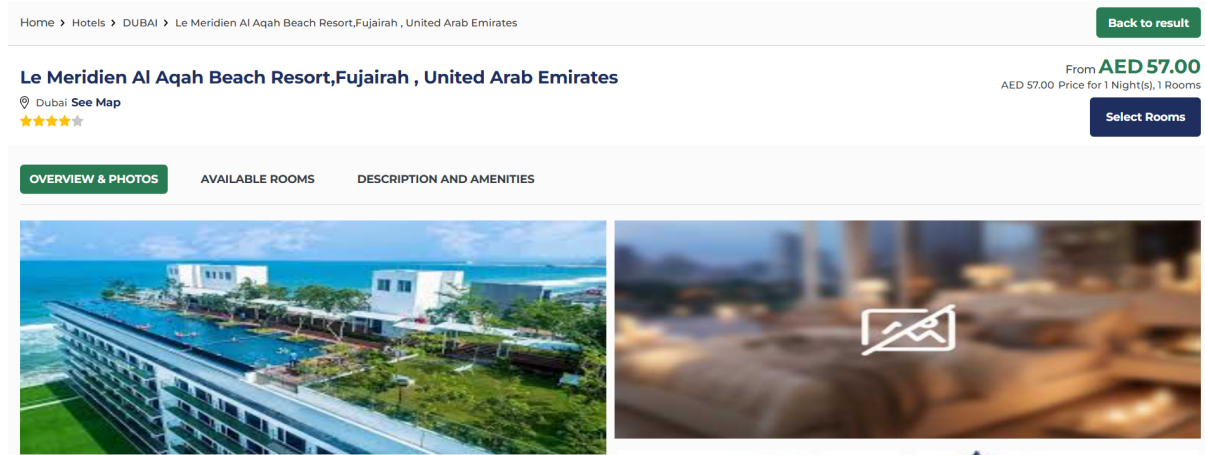 Home > Hotels > DUBAI > Le Meridien Al Aqah Beach Resort,Fujairah , United Arab Emirates
Back to result
Le Meridien Al Aqah Beach Resort,Fujairah , United Arab Emirates
From AED 57.00
Dubai See Map
AED 57.00 Price for 1 Night(s), 1 Rooms
Select Rooms
OVERVIEW & PHOTOS
AVAILABLE ROOMS
DESCRIPTION AND AMENITIES